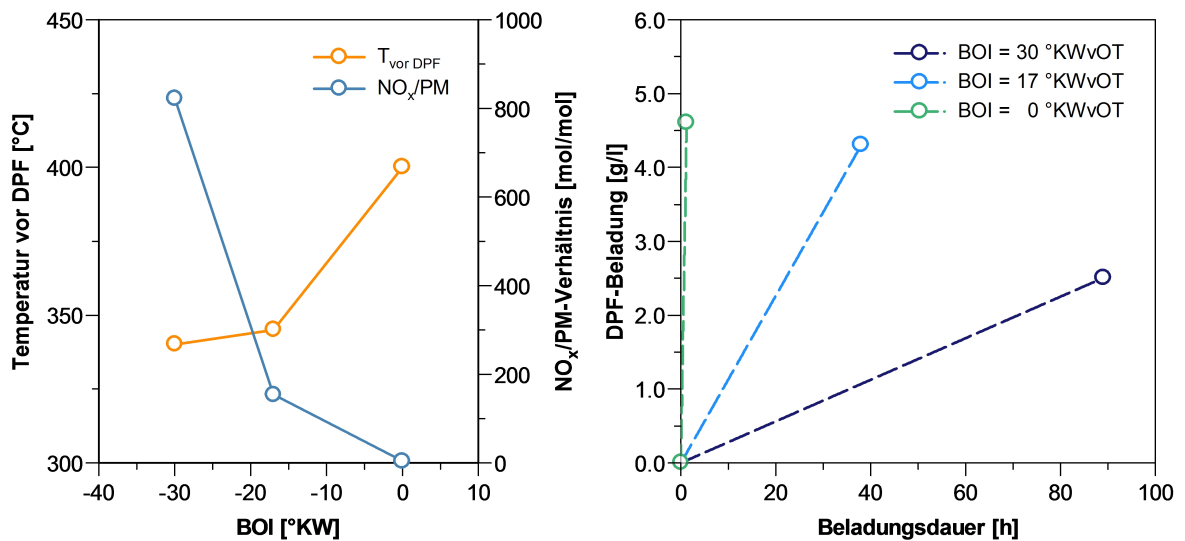 450
400
350
300
Temperatur vor DPF [°C]
-40
-30
-20
-10
0
10
BOI [°KW]
1000
800
600
400
200
0
NOx/PM-Verhältnis [mol/mol]
Tvor DPF
NOx/PM
6.0
5.0
4.0
3.0
2.0
1.0
0.0
DPF-Beladung [g/l]
0
20
40
60
80
100
Beladungsdauer [h]
BOI = 30 °KWvOT
BOI = 17 °KWvOT
BOI = 0 °KWvOT